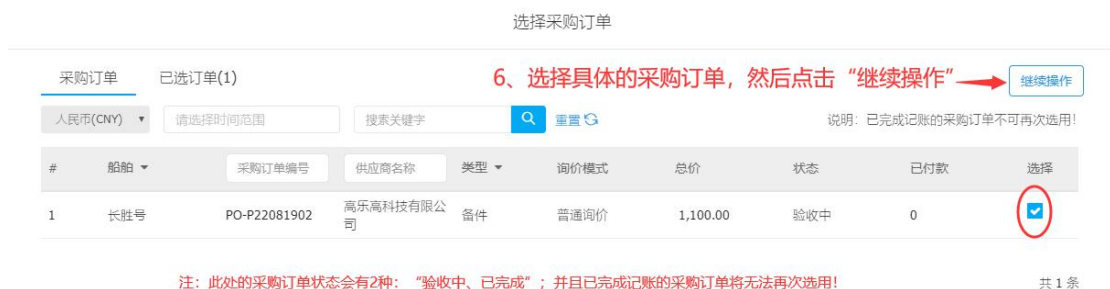 选择采购订单
采购订单 已选订单(1) 6、选择具体的采购订单，然后点击“继续操作” 继续操作
人民币(CNY) 请选择时间范围 搜索关键字 重置 说明：已完成记账的采购订单不可再次选用！
# 船舶 采购订单编号 供应商名称 类型 询价模式 总价 状态 已付款 选择
1 长胜号 PO-P22081902 高乐高科技有限公 备件 普通询价 1,100.00 验收中 0
司
注：此处的采购订单状态会有2种：“验收中、已完成”；并且已完成记账的采购订单将无法再次选用！ 共 1 条